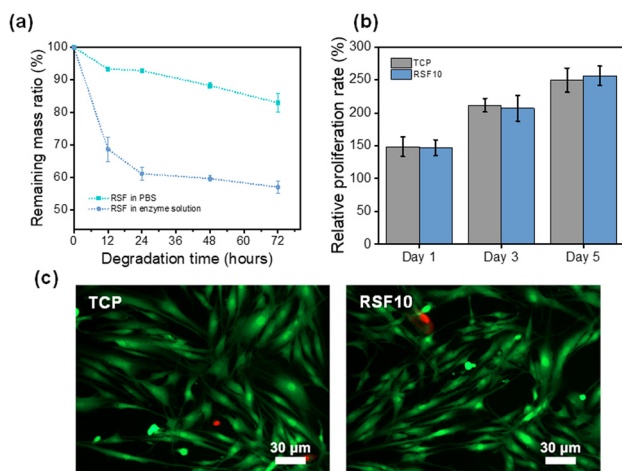 (a)
100
90
80
70
60
50
Remaining mass ratio (%)
RSF in PBS
RSF in enzyme solution
0 12 24 36 48 60 72
Degradation time (hours)
(b)
300
250
200
150
100
50
0
Relative proliferation rate (%)
TCP
RSF10
Day 1 Day 3 Day 5
(c)
TCP
30 μm
RSF10
30 μm